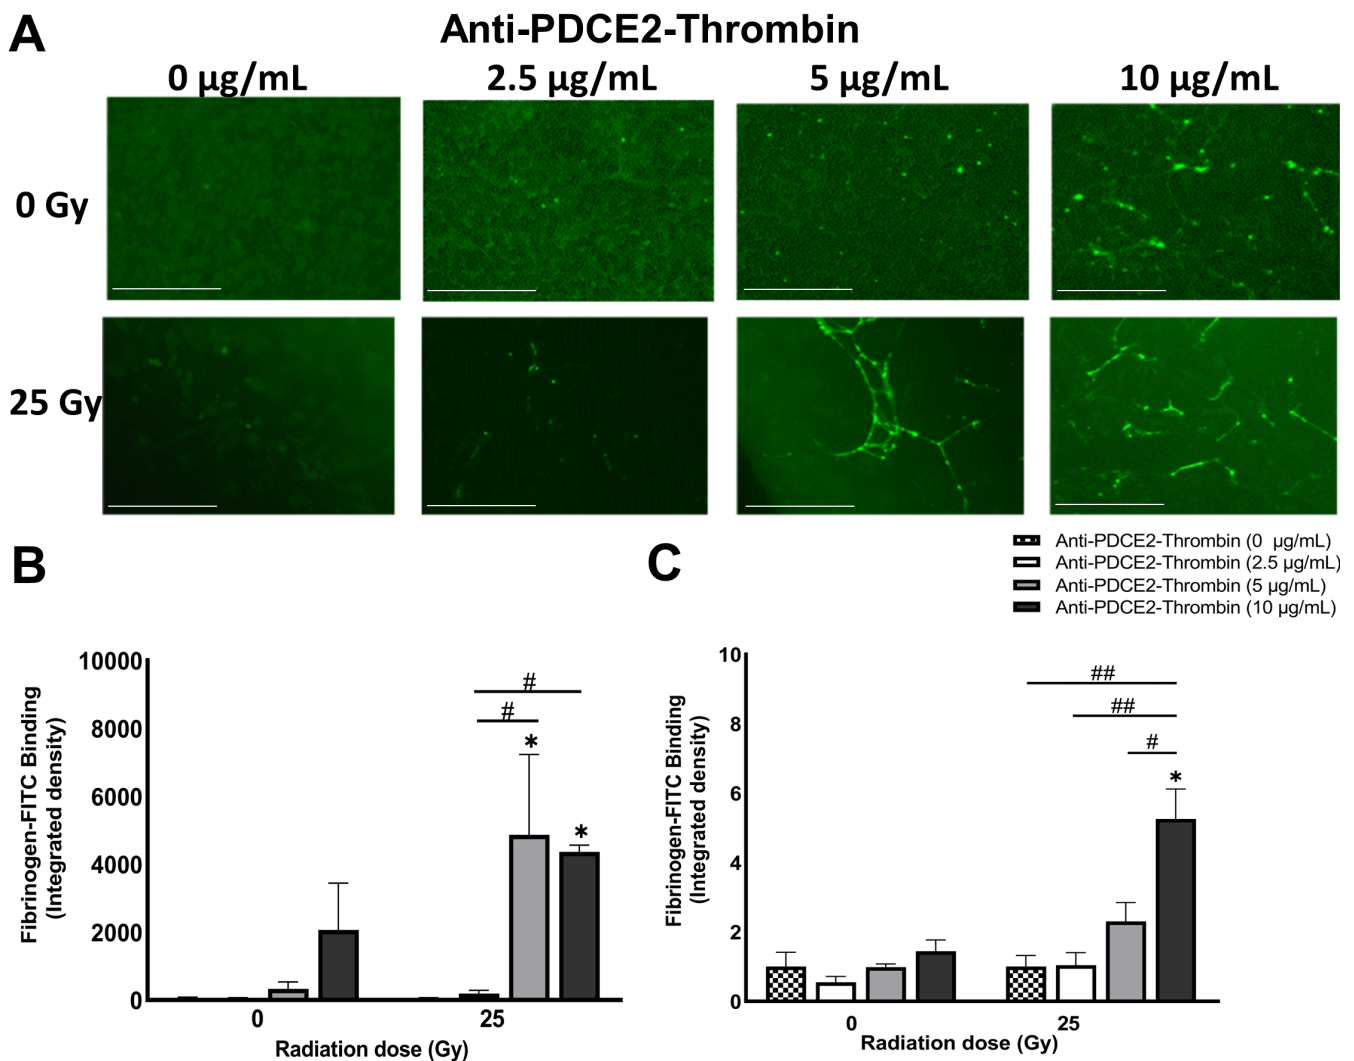 A
Anti-PDCE2-Thrombin
0 µg/mL
2.5 µg/mL
5 µg/mL
10 µg/mL
0 Gy
25 Gy
B
Fibrinogen-FITC Binding
(Integrated density)
10000
8000
6000
4000
2000
0
#
#
*
*
0
25
Radiation dose (Gy)
C
Anti-PDCE2-Thrombin (0 µg/mL)
Anti-PDCE2-Thrombin (2.5 µg/mL)
Anti-PDCE2-Thrombin (5 µg/mL)
Anti-PDCE2-Thrombin (10 µg/mL)
Fibrinogen-FITC Binding
(Integrated density)
10
8
6
4
2
0
##
##
#
*
0
25
Radiation dose (Gy)